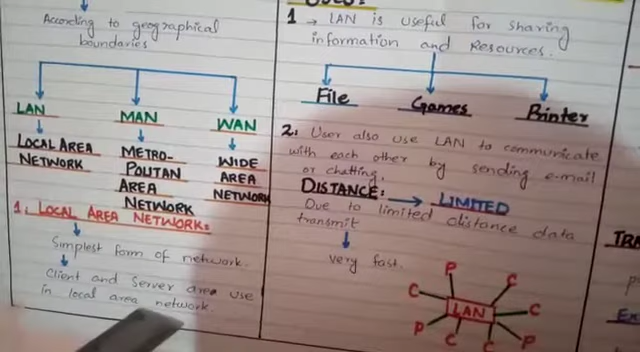 According to geographical
boundaries
LAN
MAN
WAN
LOCAL AREA
NETWORK
METRO-
POLITAN
AREA
NETWORK
WIDE
AREA
NETWORK
1. LOCAL AREA NETWORK:
Simplest form of network.
Client and Server area use
in local area network.
1 → LAN is useful for sharing
information and Resources.
File
Games
Printer
2. User also use LAN to communicate
with each other by sending e-mail
or chatting.
DISTANCE: → LIMITED
Due to limited distance data
transmit
very fast.
P
C
C
LAN
C
P
C
C
P